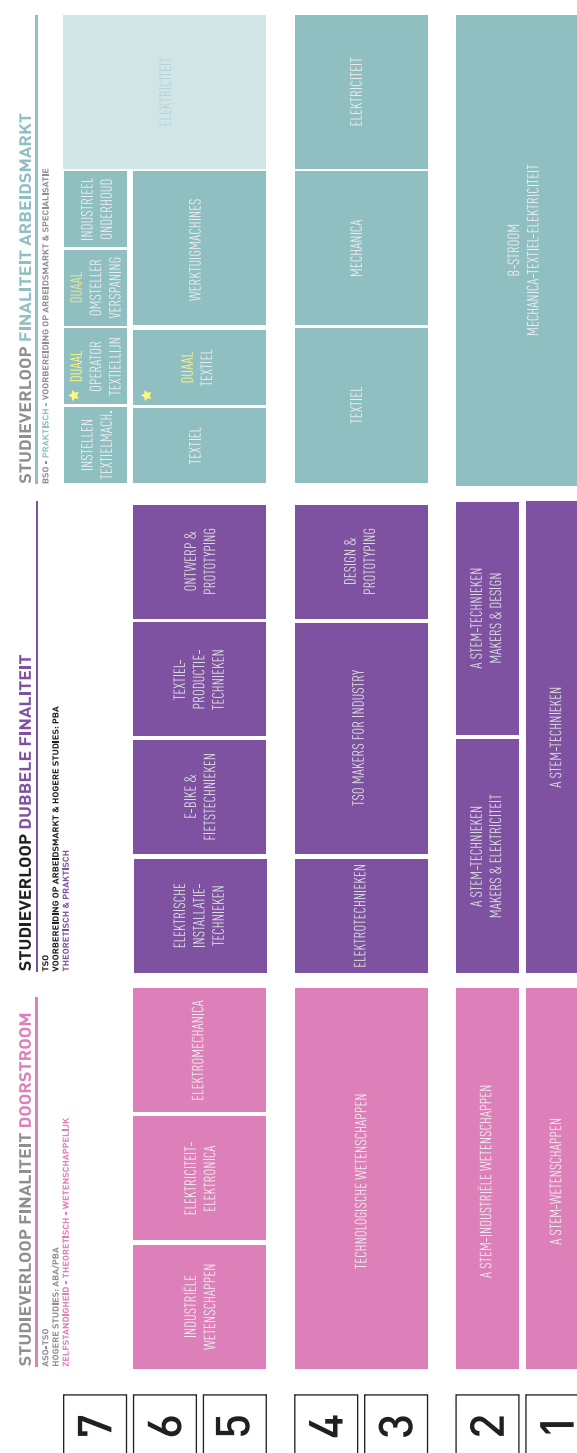 STUDIEVERLOOP FINALITEIT DOORSTROOM
ASO-TSO
HOGERE STUDIES: ABA/PBA
ZELFSTANDIGHEID - THEORETISCH - WETENSCHAPPELIJK
STUDIEVERLOOP DUBBELE FINALITEIT
TSO
VOORBEREIDING OP ARBEIDSMARKT & HOGERE STUDIES: PBA
THEORETISCH & PRAKTISCH
STUDIEVERLOOP FINALITEIT ARBEIDSMARKT
BSO - PRAKTISCH - VOORBEREIDING OP ARBEIDSMARKT & SPECIALISATIE
7
INSTELLEN
TEXTIELMACH.
DUAAL
OPERATOR
TEXTIELLIJN
DUAAL
OMSTELLER
VERSPANING
INDUSTRIEEL
ONDERHOUD
ELEKTRICITEIT
6
5
INDUSTRIËLE
WETENSCHAPPEN
ELEKTRICITEIT-
ELEKTRONICA
ELEKTROMECHANICA
ELEKTRISCHE
INSTALLATIE-
TECHNIEKEN
E-BIKE &
FIETSTECHNIEKEN
TEXTIEL-
PRODUCTIE-
TECHNIEKEN
ONTWERP &
PROTOTYPING
TEXTIEL
DUAAL
TEXTIEL
WERKTUIGMACHINES
4
3
TECHNOLOGISCHE WETENSCHAPPEN
ELEKTROTECHNIEKEN
TSO MAKERS FOR INDUSTRY
DESIGN &
PROTOTYPING
TEXTIEL
MECHANICA
ELEKTRICITEIT
2
A STEM-INDUSTRIËLE WETENSCHAPPEN
A STEM-TECHNIEKEN
MAKERS & ELEKTRICITEIT
A STEM-TECHNIEKEN
MAKERS & DESIGN
B-STROOM
MECHANICA-TEXTIEL-ELEKTRICITEIT
1
A STEM-WETENSCHAPPEN
A STEM-TECHNIEKEN